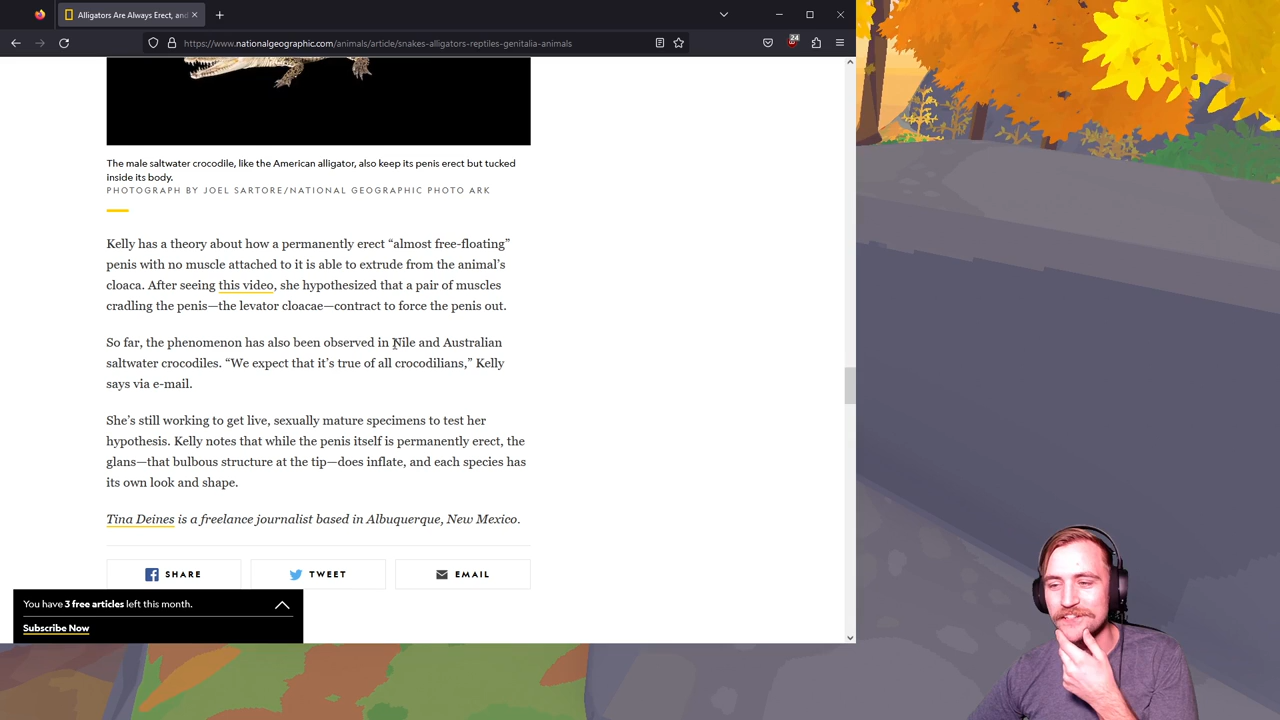 Alligators Are Always Erect, and
https://www.nationalgeographic.com/animals/article/snakes-alligators-reptiles-genitalia-animals
24
The male saltwater crocodile, like the American alligator, also keep its penis erect but tucked
inside its body.
PHOTOGRAPH BY JOEL SARTORE/NATIONAL GEOGRAPHIC PHOTO ARK
Kelly has a theory about how a permanently erect “almost free-floating”
penis with no muscle attached to it is able to extrude from the animal’s
cloaca. After seeing this video, she hypothesized that a pair of muscles
cradling the penis—the levator cloacae—contract to force the penis out.
So far, the phenomenon has also been observed in Nile and Australian
saltwater crocodiles. “We expect that it’s true of all crocodilians,” Kelly
says via e-mail.
She’s still working to get live, sexually mature specimens to test her
hypothesis. Kelly notes that while the penis itself is permanently erect, the
glans—that bulbous structure at the tip—does inflate, and each species has
its own look and shape.
Tina Deines is a freelance journalist based in Albuquerque, New Mexico.
SHARE
TWEET
EMAIL
You have 3 free articles left this month.
Subscribe Now